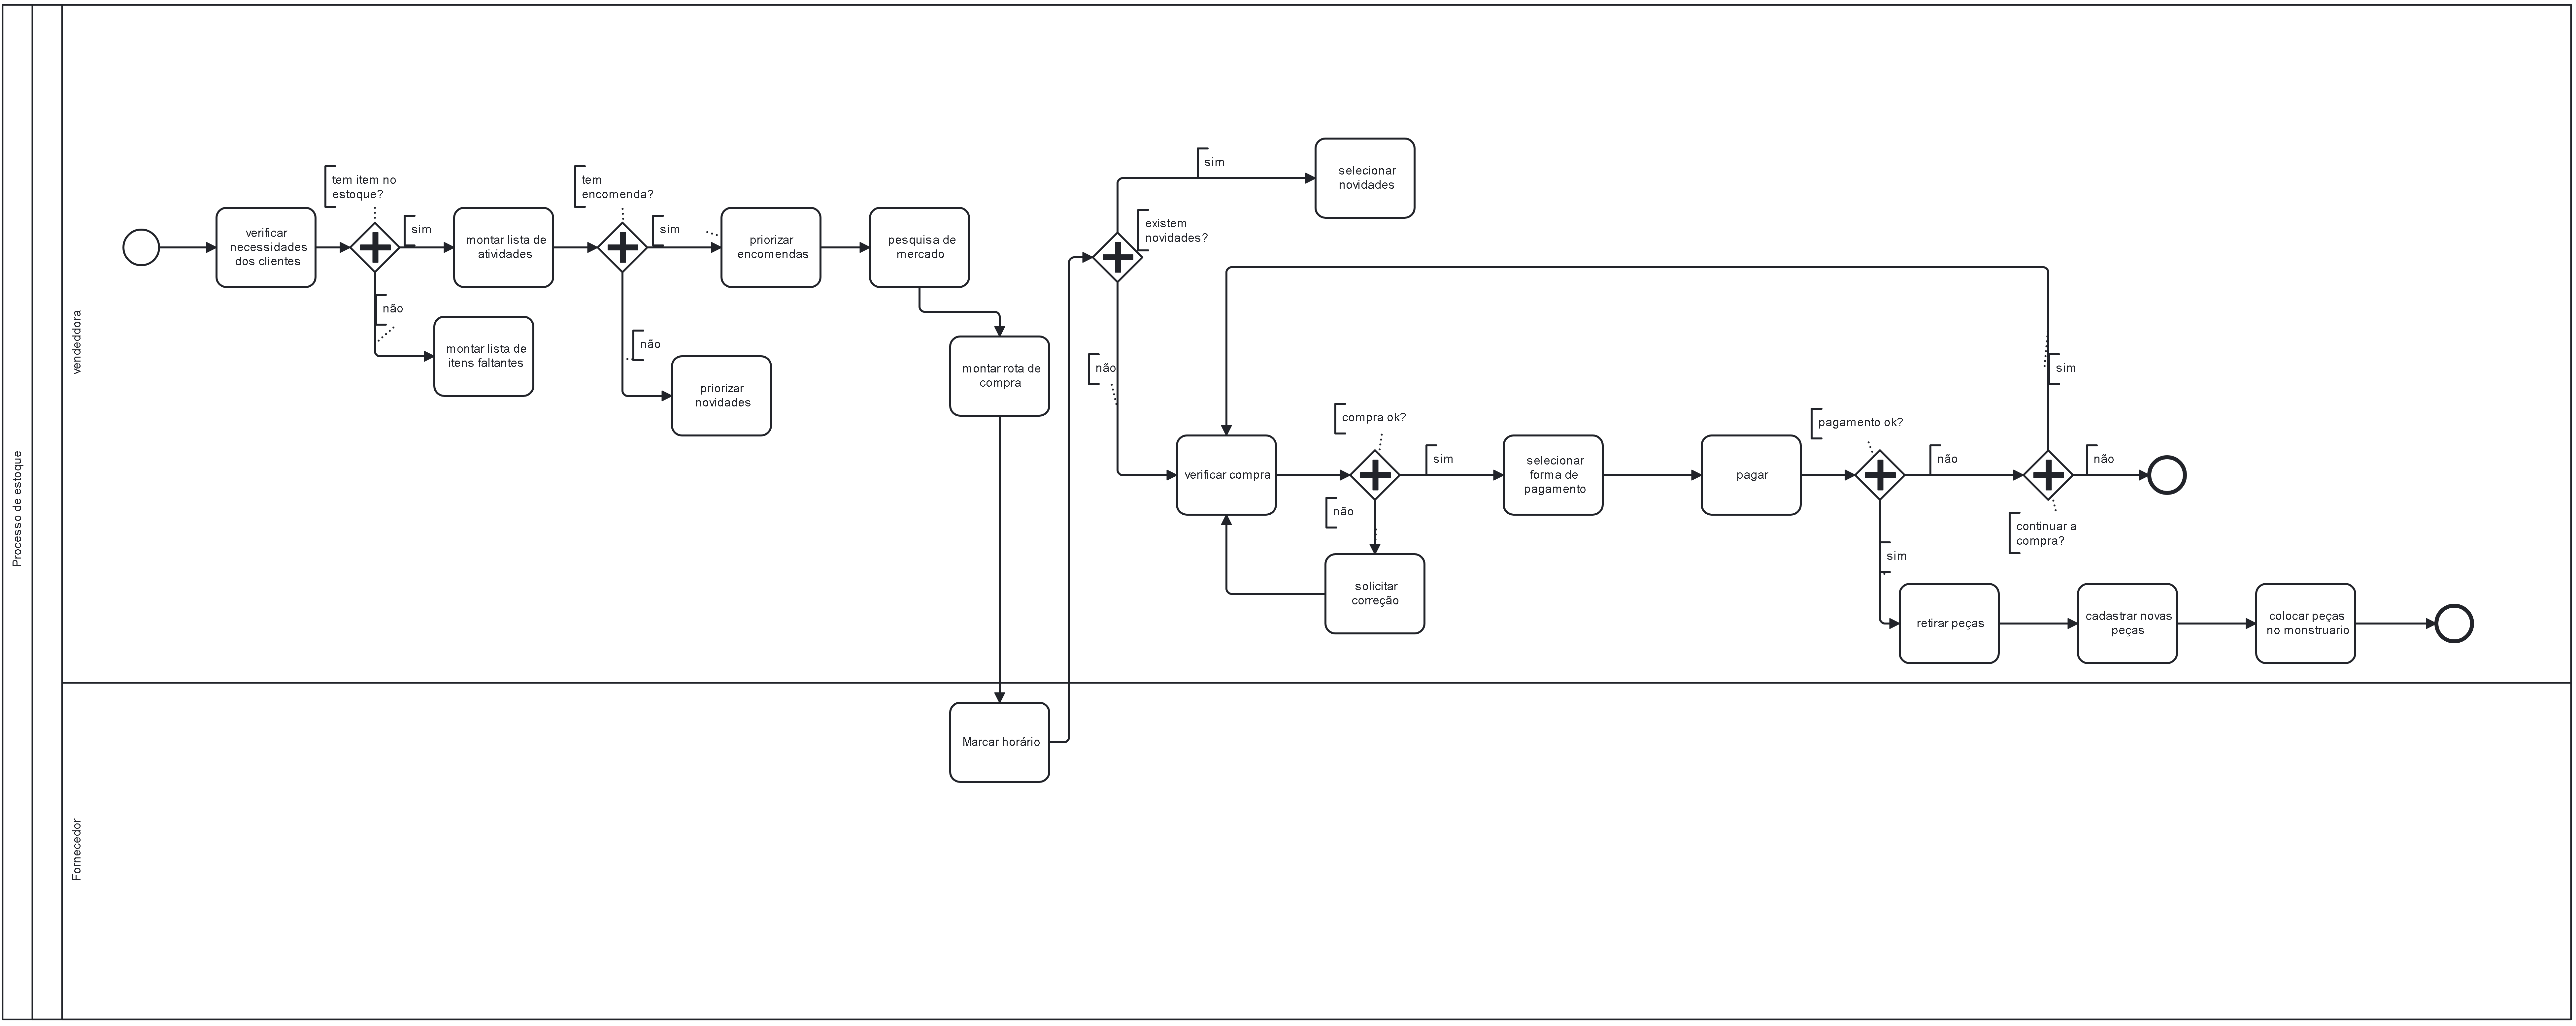 Processo de estoque
vendedora
Fornecedor
verificar
necessidades
dos clientes
tem item no
estoque?
sim
não
montar lista de
atividades
montar lista de
itens faltantes
tem
encomenda?
sim
não
priorizar
encomendas
priorizar
novidades
pesquisa de
mercado
montar rota de
compra
Marcar horário
existem
novidades?
sim
selecionar
novidades
não
verificar compra
compra ok?
sim
não
solicitar
correção
selecionar
forma de
pagamento
pagar
pagamento ok?
não
sim
continuar a
compra?
sim
não
retirar peças
cadastrar novas
peças
colocar peças
no monstruario